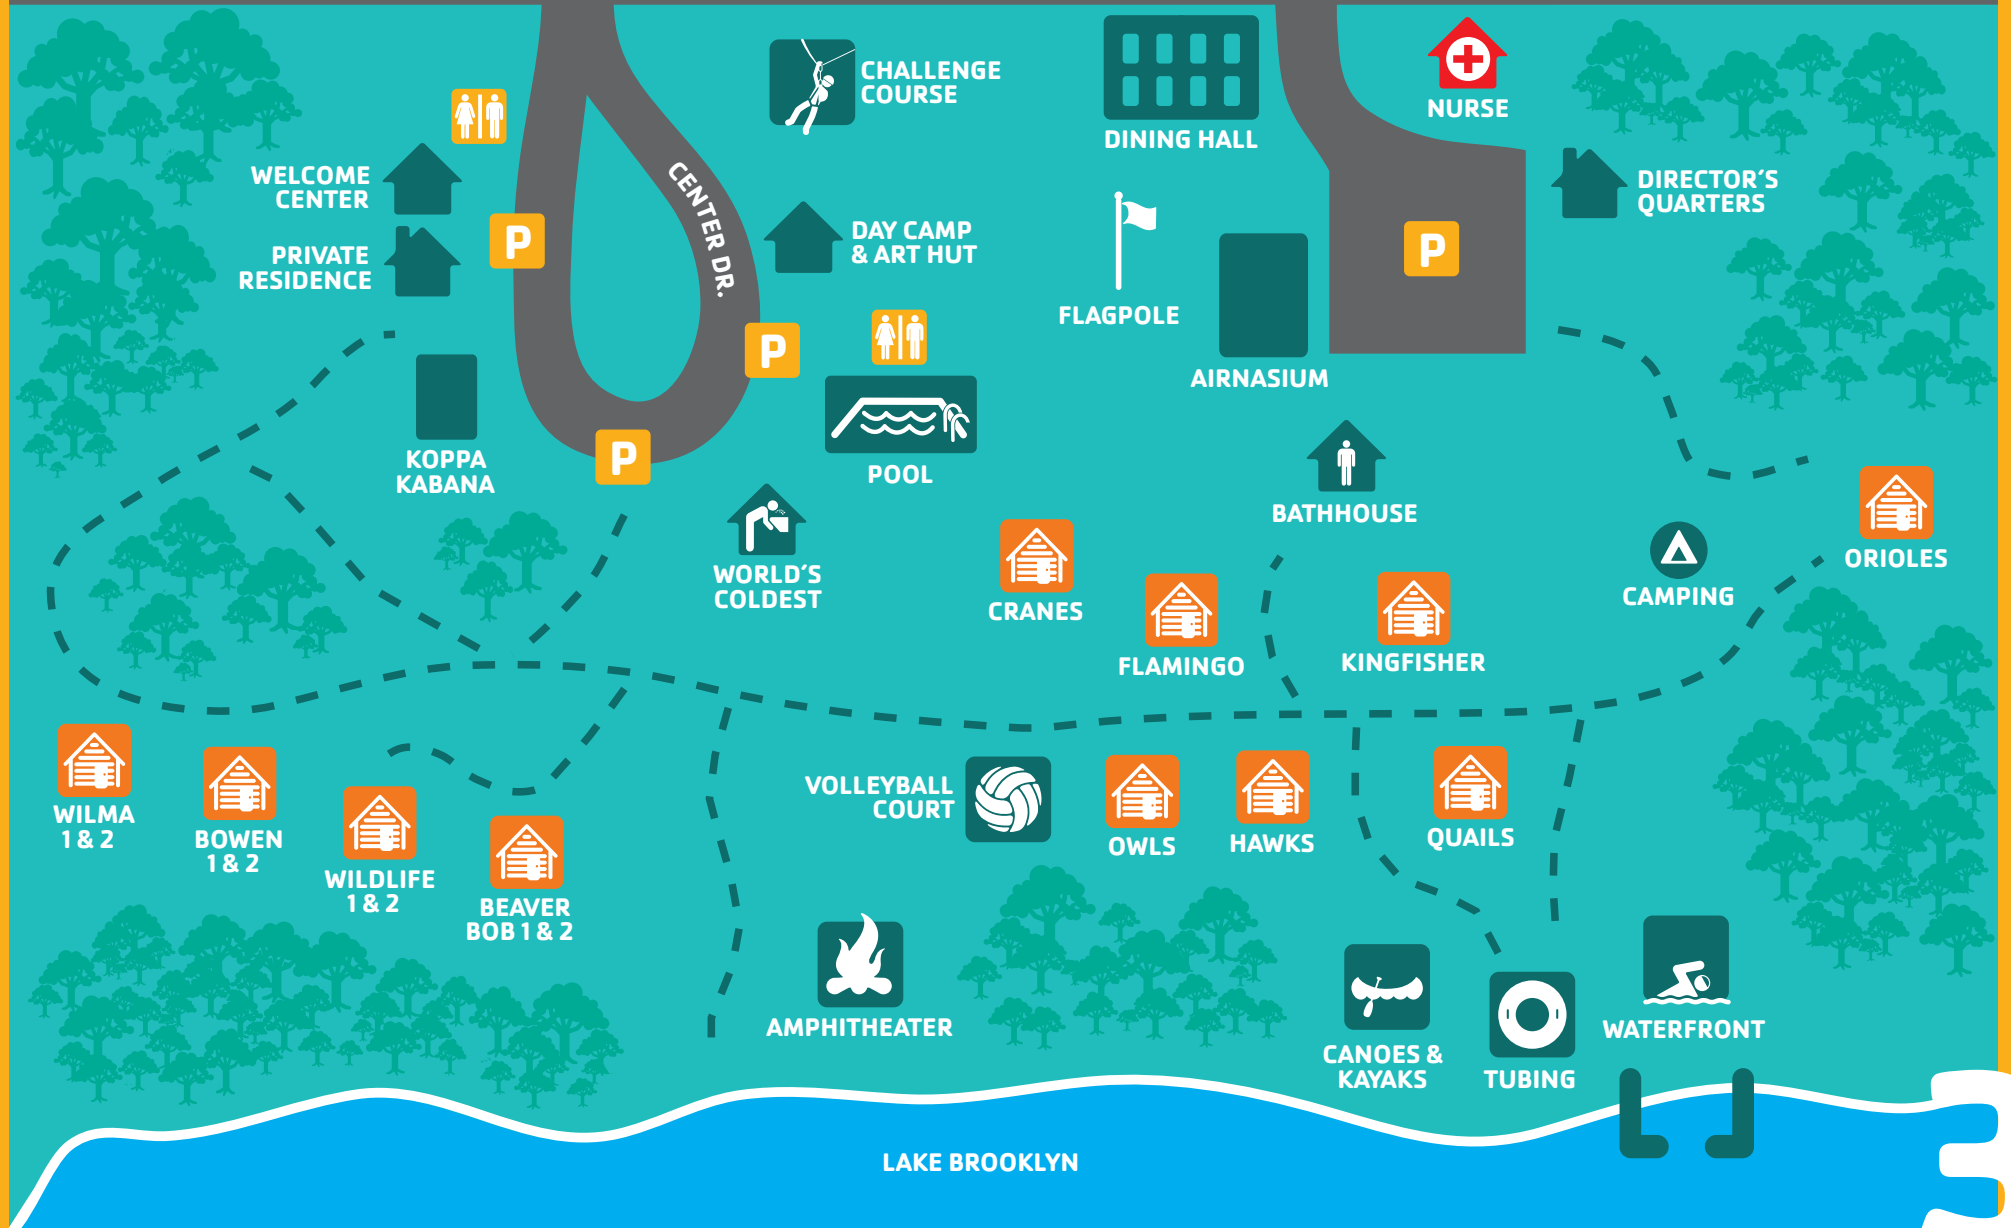 CHALLENGE
COURSE
DINING HALL
NURSE
WELCOME
CENTER
CENTER DR.
DIRECTOR'S
QUARTERS
PRIVATE
RESIDENCE
P
DAY CAMP
& ART HUT
P
FLAGPOLE
P
AIRNASIUM
KOPPA
KABANA
P
POOL
BATHHOUSE
WORLD'S
COLDEST
CRANES
FLAMINGO
KINGFISHER
CAMPING
ORIOLES
WILMA
1 & 2
BOWEN
1 & 2
WILDLIFE
1 & 2
BEAVER
BOB 1 & 2
VOLLEYBALL
COURT
OWLS
HAWKS
QUAILS
AMPHITHEATER
CANOES &
KAYAKS
TUBING
WATERFRONT
LAKE BROOKLYN